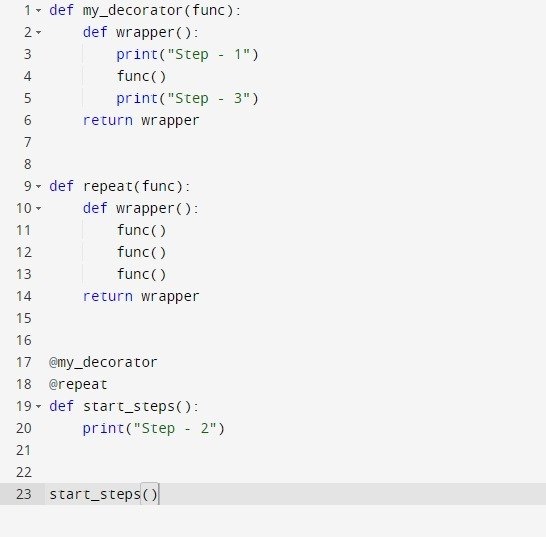 1 def my_decorator(func):
2     def wrapper():
3         print("Step - 1")
4         func()
5         print("Step - 3")
6     return wrapper
7
8
9 def repeat(func):
10     def wrapper():
11         func()
12         func()
13         func()
14     return wrapper
15
16
17 @my_decorator
18 @repeat
19 def start_steps():
20     print("Step - 2")
21
22
23 start_steps()